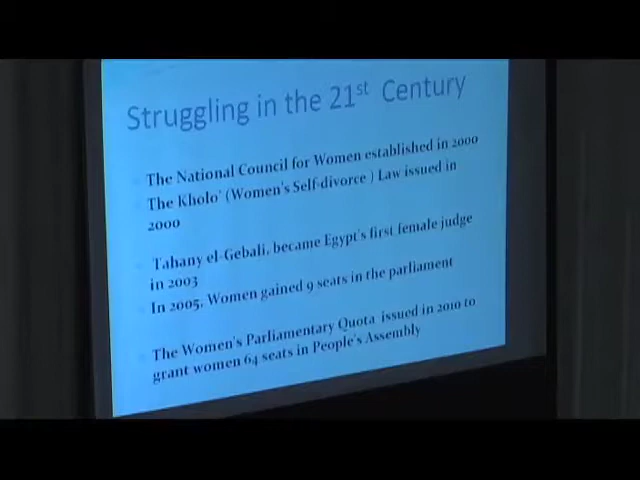 Struggling in the 21st Century
The National Council for Women established in 2000
The Kholo' (Women's Self-divorce ) Law issued in
2000
Tahany el-Gebali, became Egypt's first female judge
in 2003
In 2005, Women gained 9 seats in the parliament
The Women's Parliamentary Quota issued in 2010 to
grant women 64 seats in People's Assembly